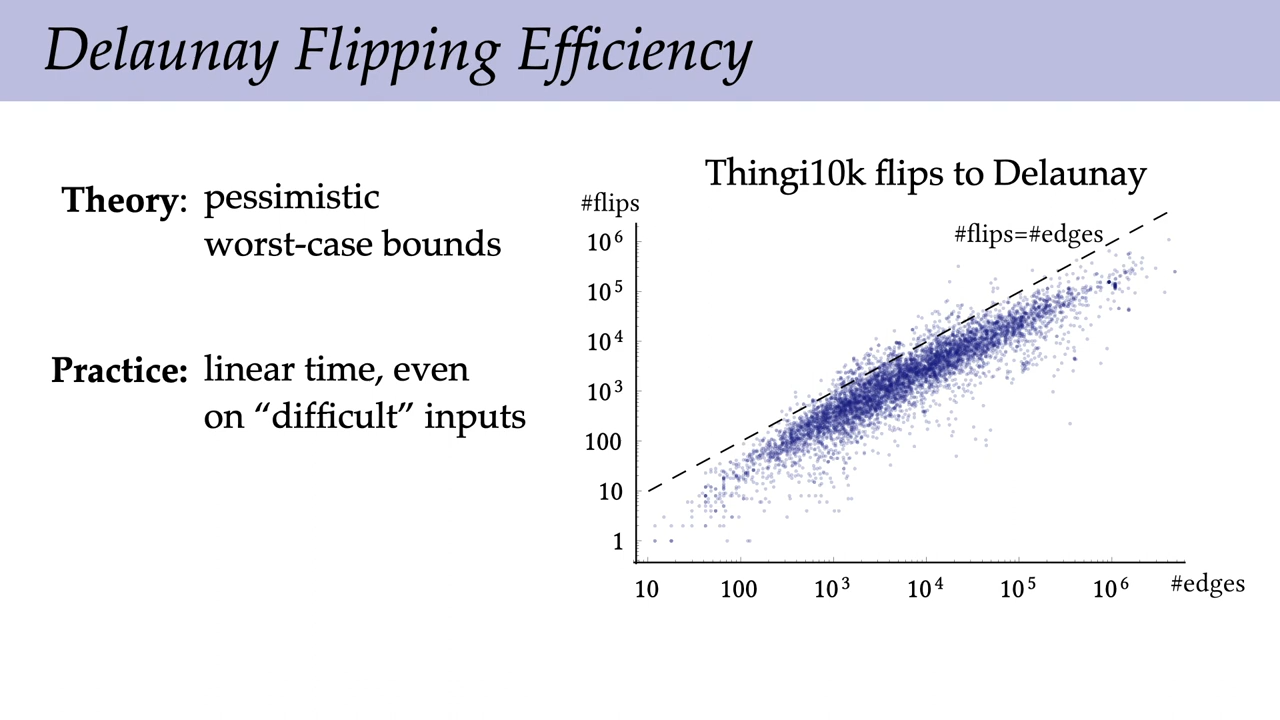 Delaunay Flipping Efficiency
Theory: pessimistic
worst-case bounds
Practice: linear time, even
on “difficult” inputs
Thingi10k flips to Delaunay
#flips
#flips=#edges
10⁶
10⁵
10⁴
10³
100
10
1
10 100 10³ 10⁴ 10⁵ 10⁶
#edges